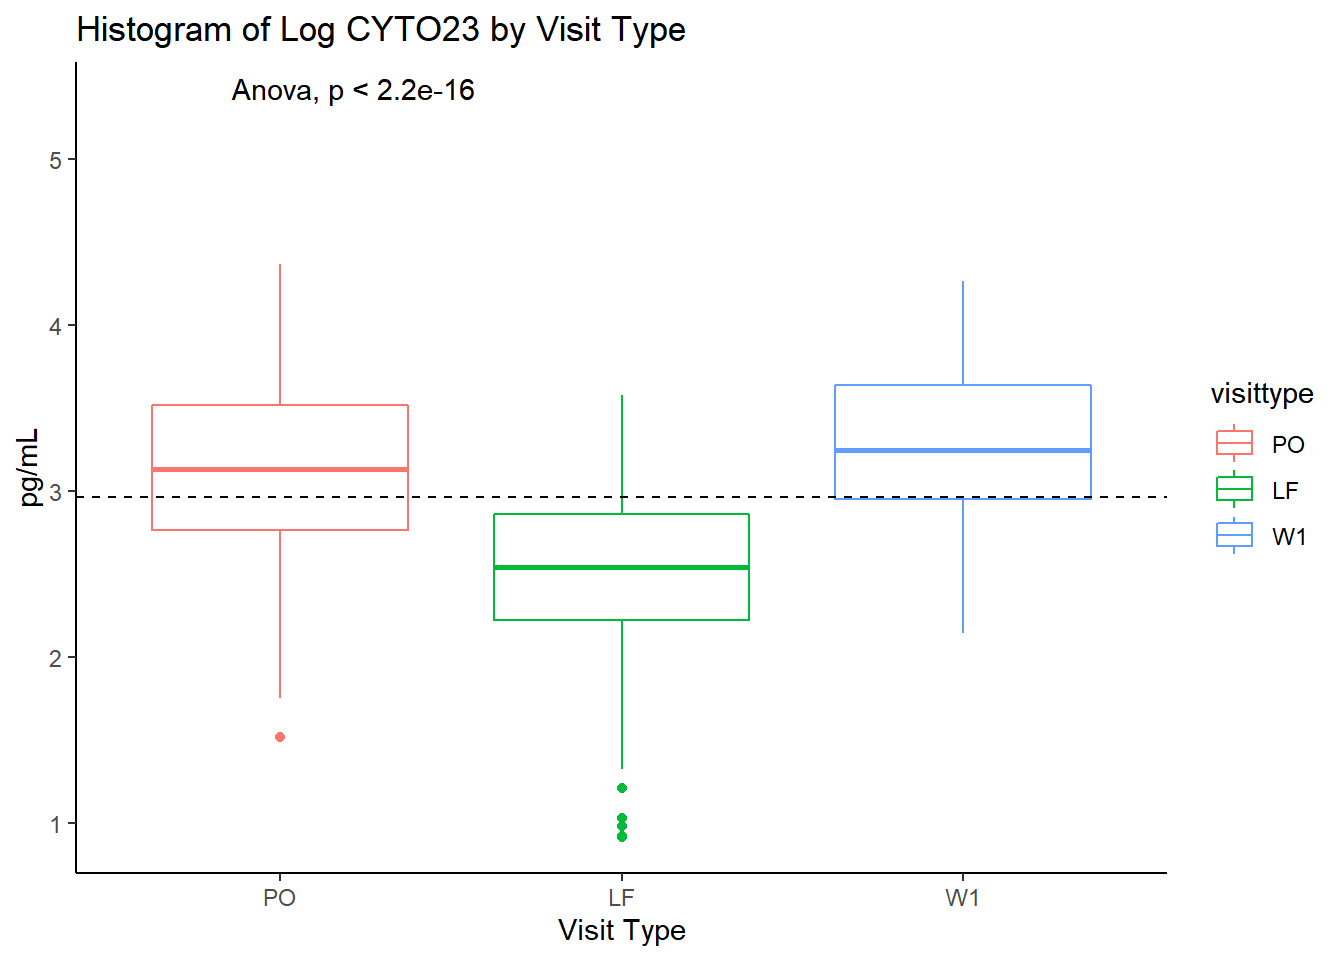 Histogram of Log CYTO23 by Visit Type
Anova, p < 2.2e-16
5
4
3
2
1
pg/mL
PO
LF
W1
Visit Type
visittype
PO
LF
W1